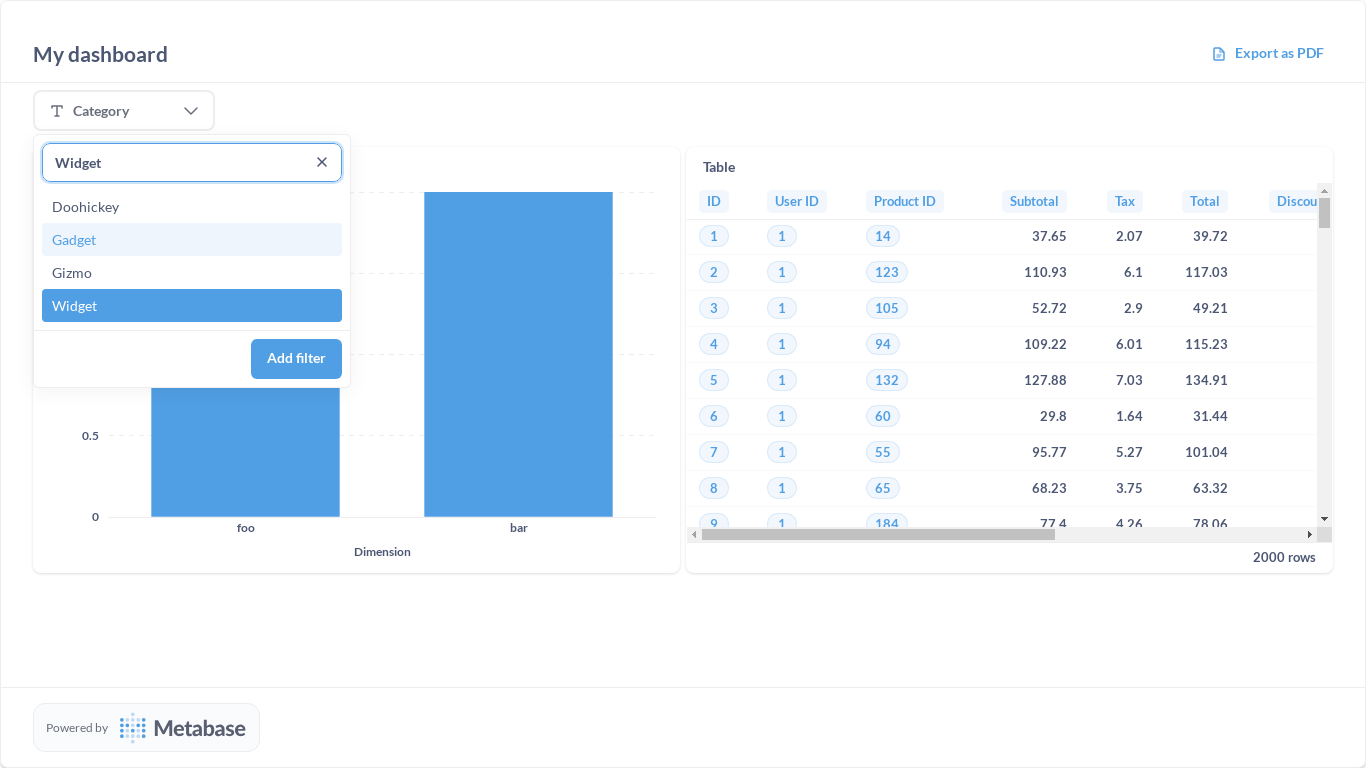 My dashboard
Export as PDF
Category
Widget
Doohickey
Gadget
Gizmo
Widget
Add filter
0.5
0
foo bar
Dimension
Table
ID User ID Product ID Subtotal Tax Total Discou
1 1 14 37.65 2.07 39.72
2 1 123 110.93 6.1 117.03
3 1 105 52.72 2.9 49.21
4 1 94 109.22 6.01 115.23
5 1 132 127.88 7.03 134.91
6 1 60 29.8 1.64 31.44
7 1 55 95.77 5.27 101.04
8 1 65 68.23 3.75 63.32
9 1 184 77.4 4.26 78.06
2000 rows
Powered by Metabase